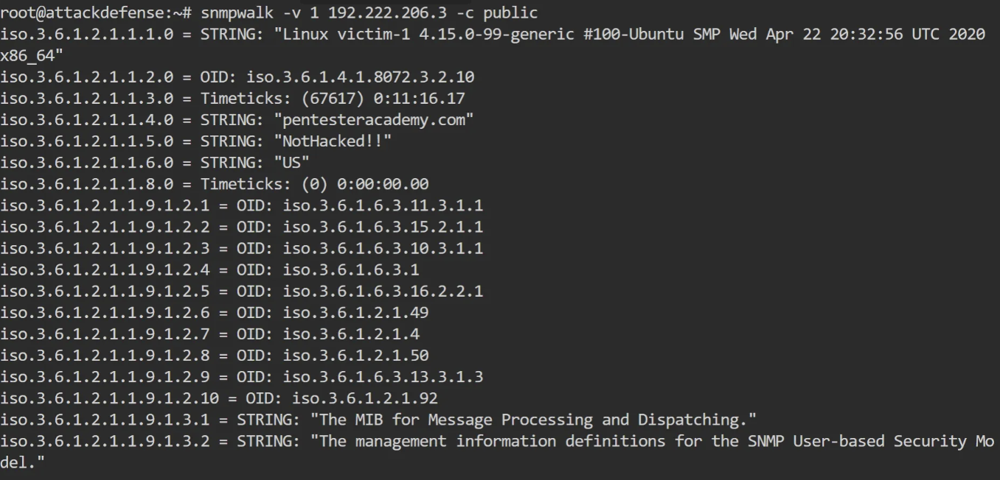 root@attackdefense:~# snmpwalk -v 1 192.222.206.3 -c public
iso.3.6.1.2.1.1.1.0 = STRING: "Linux victim-1 4.15.0-99-generic #100-Ubuntu SMP Wed Apr 22 20:32:56 UTC 2020
x86_64"
iso.3.6.1.2.1.1.2.0 = OID: iso.3.6.1.4.1.8072.3.2.10
iso.3.6.1.2.1.1.3.0 = Timeticks: (67617) 0:11:16.17
iso.3.6.1.2.1.1.4.0 = STRING: "pentesteracademy.com"
iso.3.6.1.2.1.1.5.0 = STRING: "NotHacked!!"
iso.3.6.1.2.1.1.6.0 = STRING: "US"
iso.3.6.1.2.1.1.8.0 = Timeticks: (0) 0:00:00.00
iso.3.6.1.2.1.1.9.1.2.1 = OID: iso.3.6.1.6.3.11.3.1.1
iso.3.6.1.2.1.1.9.1.2.2 = OID: iso.3.6.1.6.3.15.2.1.1
iso.3.6.1.2.1.1.9.1.2.3 = OID: iso.3.6.1.6.3.10.3.1.1
iso.3.6.1.2.1.1.9.1.2.4 = OID: iso.3.6.1.6.3.1
iso.3.6.1.2.1.1.9.1.2.5 = OID: iso.3.6.1.6.3.16.2.2.1
iso.3.6.1.2.1.1.9.1.2.6 = OID: iso.3.6.1.2.1.49
iso.3.6.1.2.1.1.9.1.2.7 = OID: iso.3.6.1.2.1.4
iso.3.6.1.2.1.1.9.1.2.8 = OID: iso.3.6.1.2.1.50
iso.3.6.1.2.1.1.9.1.2.9 = OID: iso.3.6.1.6.3.13.3.1.3
iso.3.6.1.2.1.1.9.1.2.10 = OID: iso.3.6.1.2.1.92
iso.3.6.1.2.1.1.9.1.3.1 = STRING: "The MIB for Message Processing and Dispatching."
iso.3.6.1.2.1.1.9.1.3.2 = STRING: "The management information definitions for the SNMP User-based Security Mo
del."